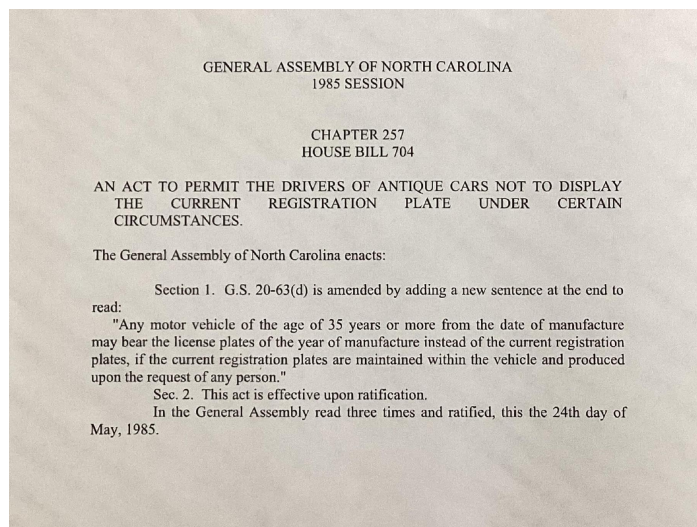 GENERAL ASSEMBLY OF NORTH CAROLINA
1985 SESSION
CHAPTER 257
HOUSE BILL 704
AN ACT TO PERMIT THE DRIVERS OF ANTIQUE CARS NOT TO DISPLAY
THE CURRENT REGISTRATION PLATE UNDER CERTAIN
CIRCUMSTANCES.
The General Assembly of North Carolina enacts:
Section 1. G.S. 20-63(d) is amended by adding a new sentence at the end to
read:
"Any motor vehicle of the age of 35 years or more from the date of manufacture
may bear the license plates of the year of manufacture instead of the current registration
plates, if the current registration plates are maintained within the vehicle and produced
upon the request of any person."
Sec. 2. This act is effective upon ratification.
In the General Assembly read three times and ratified, this the 24th day of
May, 1985.